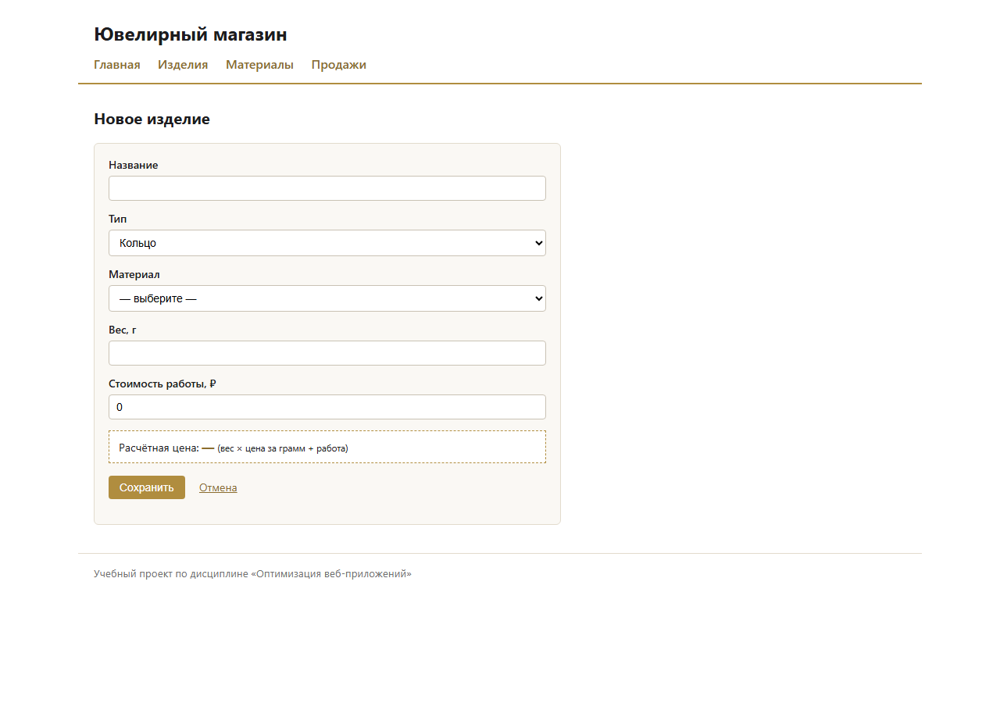 Ювелирный магазин
Главная Изделия Материалы Продажи
Новое изделие
Название
Тип
Кольцо
Материал
— выберите —
Вес, г
Стоимость работы, ₽
0
Расчётная цена: — (вес × цена за грамм + работа)
Сохранить Отмена
Учебный проект по дисциплине «Оптимизация веб-приложений»